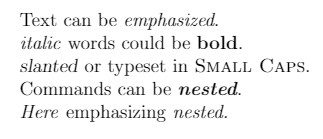 Text can be emphasized.
italic words could be bold.
slanted or typeset in Small Caps.
Commands can be nested.
Here emphasizing nested.